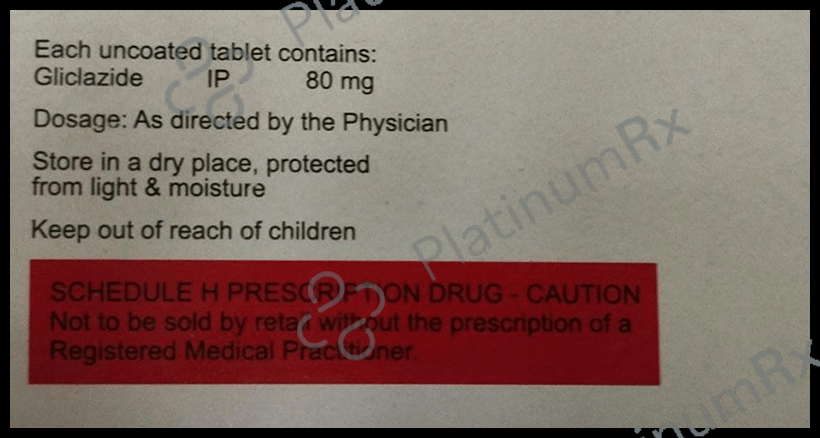 Each uncoated tablet contains:
Gliclazide IP 80 mg
Dosage: As directed by the Physician
Store in a dry place, protected
from light & moisture
Keep out of reach of children
SCHEDULE H PRESCRIPTION DRUG - CAUTION
Not to be sold by retail without the prescription of a
Registered Medical Practitioner
PlatinumRx